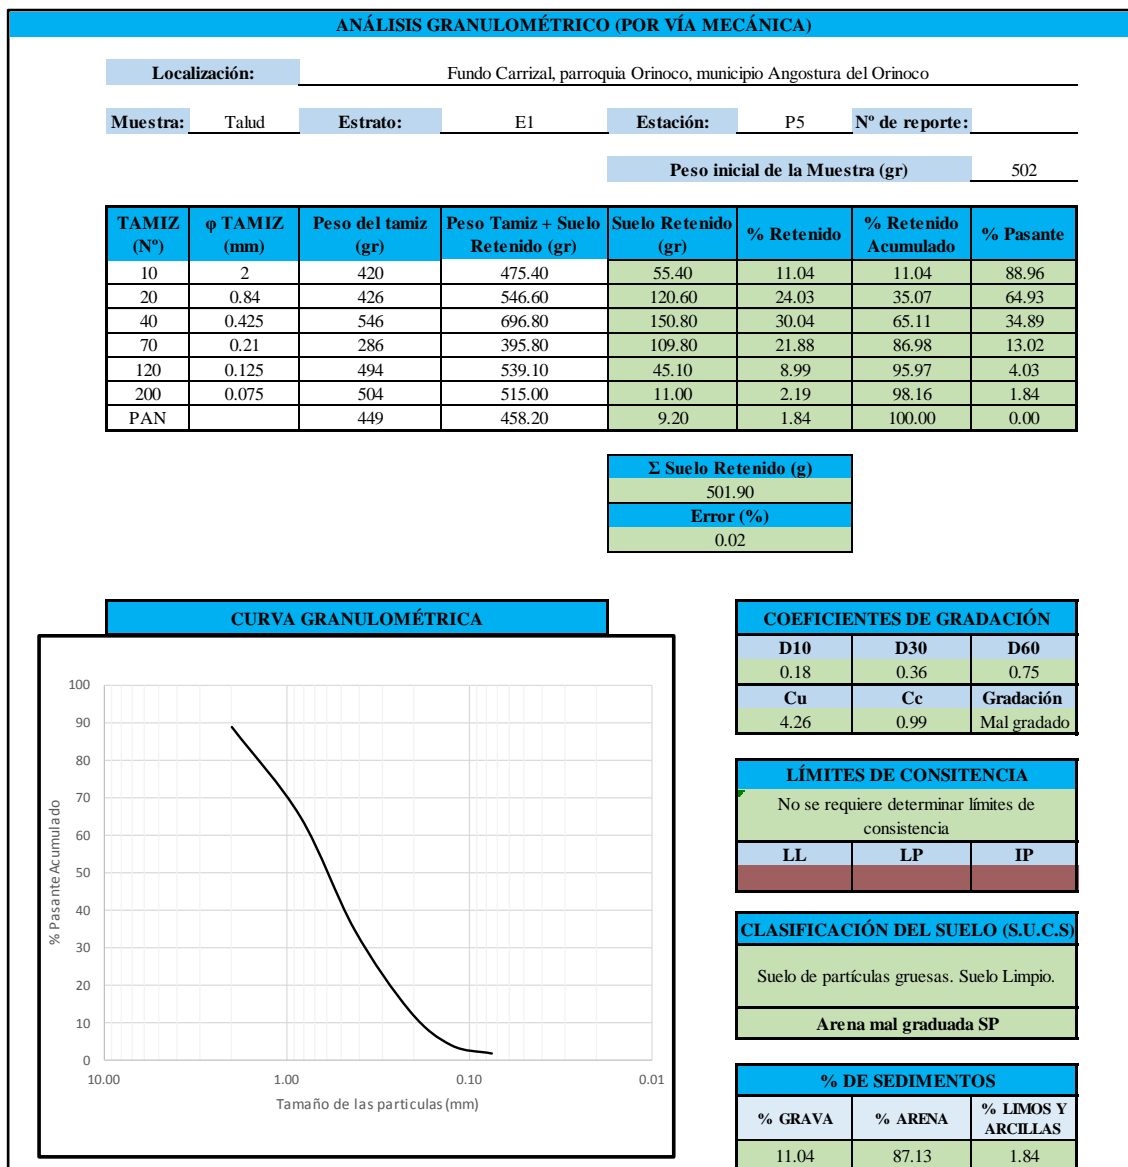 ANÁLISIS GRANULOMÉTRICO (POR VÍA MECÁNICA)
Localización: Fundo Carrizal, parroquia Orinoco, municipio Angostura del Orinoco
Muestra: Talud Estrato: E1 Estación: P5 Nº de reporte:
Peso inicial de la Muestra (gr) 502
TAMIZ (Nº) φ TAMIZ (mm) Peso del tamiz (gr) Peso Tamiz + Suelo Retenido (gr) Suelo Retenido (gr) % Retenido % Retenido Acumulado % Pasante
10 2 420 475.40 55.40 11.04 11.04 88.96
20 0.84 426 546.60 120.60 24.03 35.07 64.93
40 0.425 546 696.80 150.80 30.04 65.11 34.89
70 0.21 286 395.80 109.80 21.88 86.98 13.02
120 0.125 494 539.10 45.10 8.99 95.97 4.03
200 0.075 504 515.00 11.00 2.19 98.16 1.84
PAN 449 458.20 9.20 1.84 100.00 0.00
Σ Suelo Retenido (g)
501.90
Error (%)
0.02
CURVA GRANULOMÉTRICA
100
90
80
70
60
50
40
30
20
10
0
% Pasante Acumulado
10.00 1.00 0.10 0.01
Tamaño de las particulas (mm)
COEFICIENTES DE GRADACIÓN
D10 D30 D60
0.18 0.36 0.75
Cu Cc Gradación
4.26 0.99 Mal gradado
LÍMITES DE CONSITENCIA
No se requiere determinar límites de
consistencia
LL LP IP
CLASIFICACIÓN DEL SUELO (S.U.C.S)
Suelo de partículas gruesas. Suelo Limpio.
Arena mal graduada SP
% DE SEDIMENTOS
% GRAVA % ARENA % LIMOS Y ARCILLAS
11.04 87.13 1.84